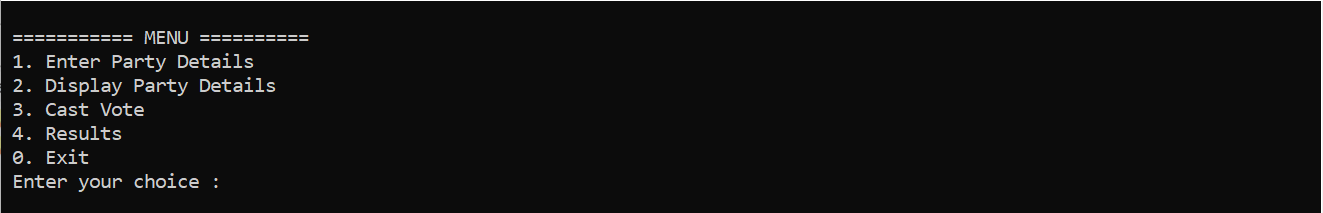 =========== MENU ==========
1. Enter Party Details
2. Display Party Details
3. Cast Vote
4. Results
0. Exit
Enter your choice :